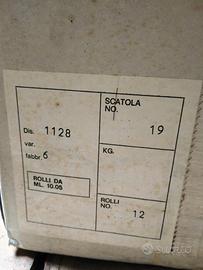 Dis. 1128
var.
fabbr. 6
ROLLI DA
ML. 10.05
SCATOLA
NO.
19
KG.
ROLLI
NO. 12
subito